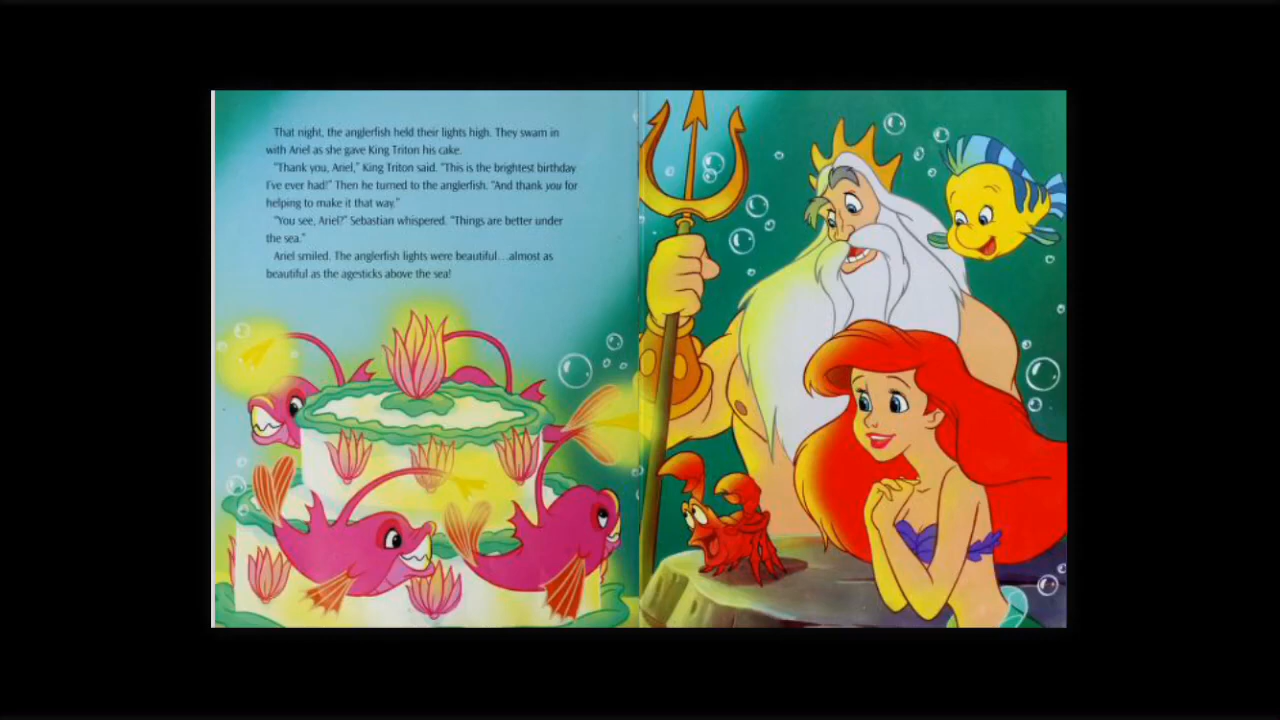 That night, the anglerfish held their lights high. They swam in
with Ariel as she gave King Triton his cake.
"Thank you, Ariel," King Triton said. "This is the brightest birthday
I've ever had!" Then he turned to the anglerfish. "And thank you for
helping to make it that way."
"You see, Ariel?" Sebastian whispered. "Things are better under
the sea."
Ariel smiled. The anglerfish lights were beautiful...almost as
beautiful as the agesticks above the sea!